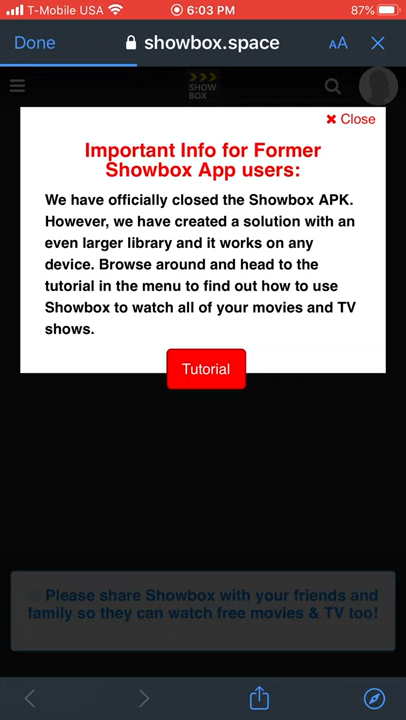 T-Mobile USA 6:03 PM 87%
Done showbox.space AA
SHOW
BOX
Close
Important Info for Former
Showbox App users:
We have officially closed the Showbox APK.
However, we have created a solution with an
even larger library and it works on any
device. Browse around and head to the
tutorial in the menu to find out how to use
Showbox to watch all of your movies and TV
shows.
Tutorial
Please share Showbox with your friends and
family so they can watch free movies & TV too!